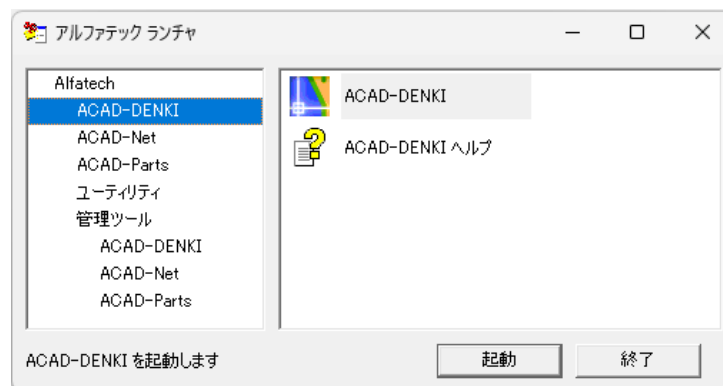 アルファテック ランチャ
Alfatech
ACAD-DENKI
ACAD-Net
ACAD-Parts
ユーティリティ
管理ツール
ACAD-DENKI
ACAD-Net
ACAD-Parts
ACAD-DENKI
ACAD-DENKI ヘルプ
ACAD-DENKI を起動します
起動
終了